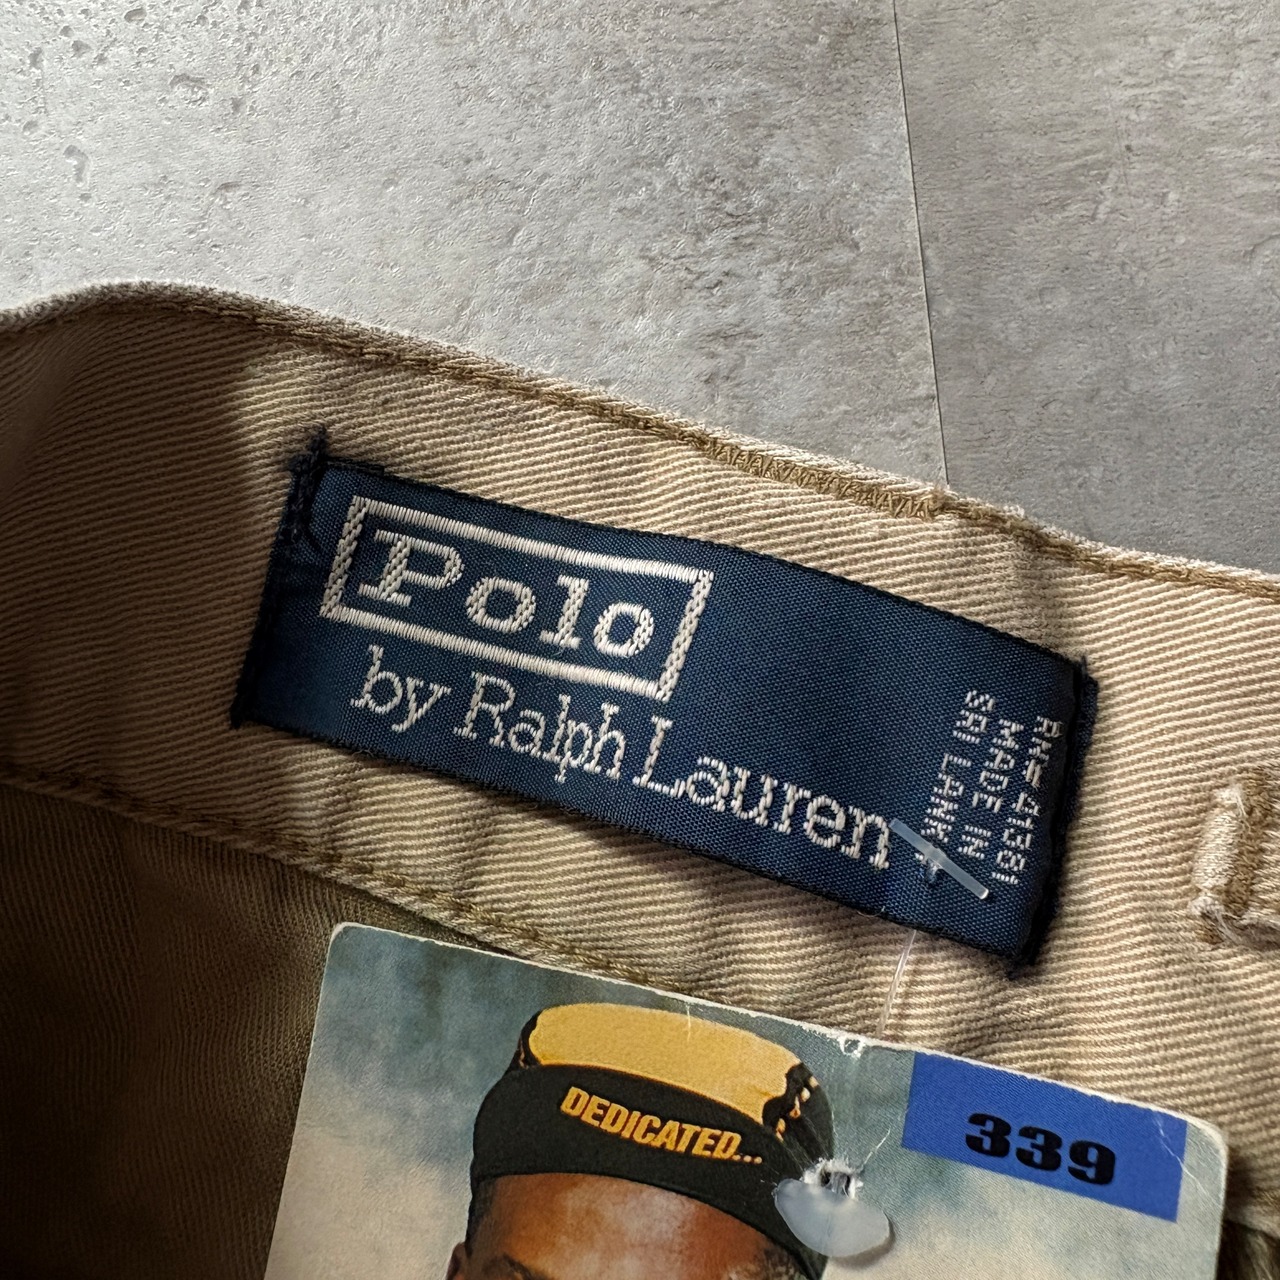 Polo
by Ralph Lauren
RN#41381
MADE IN
SRI LANKA
DEDICATED...
339